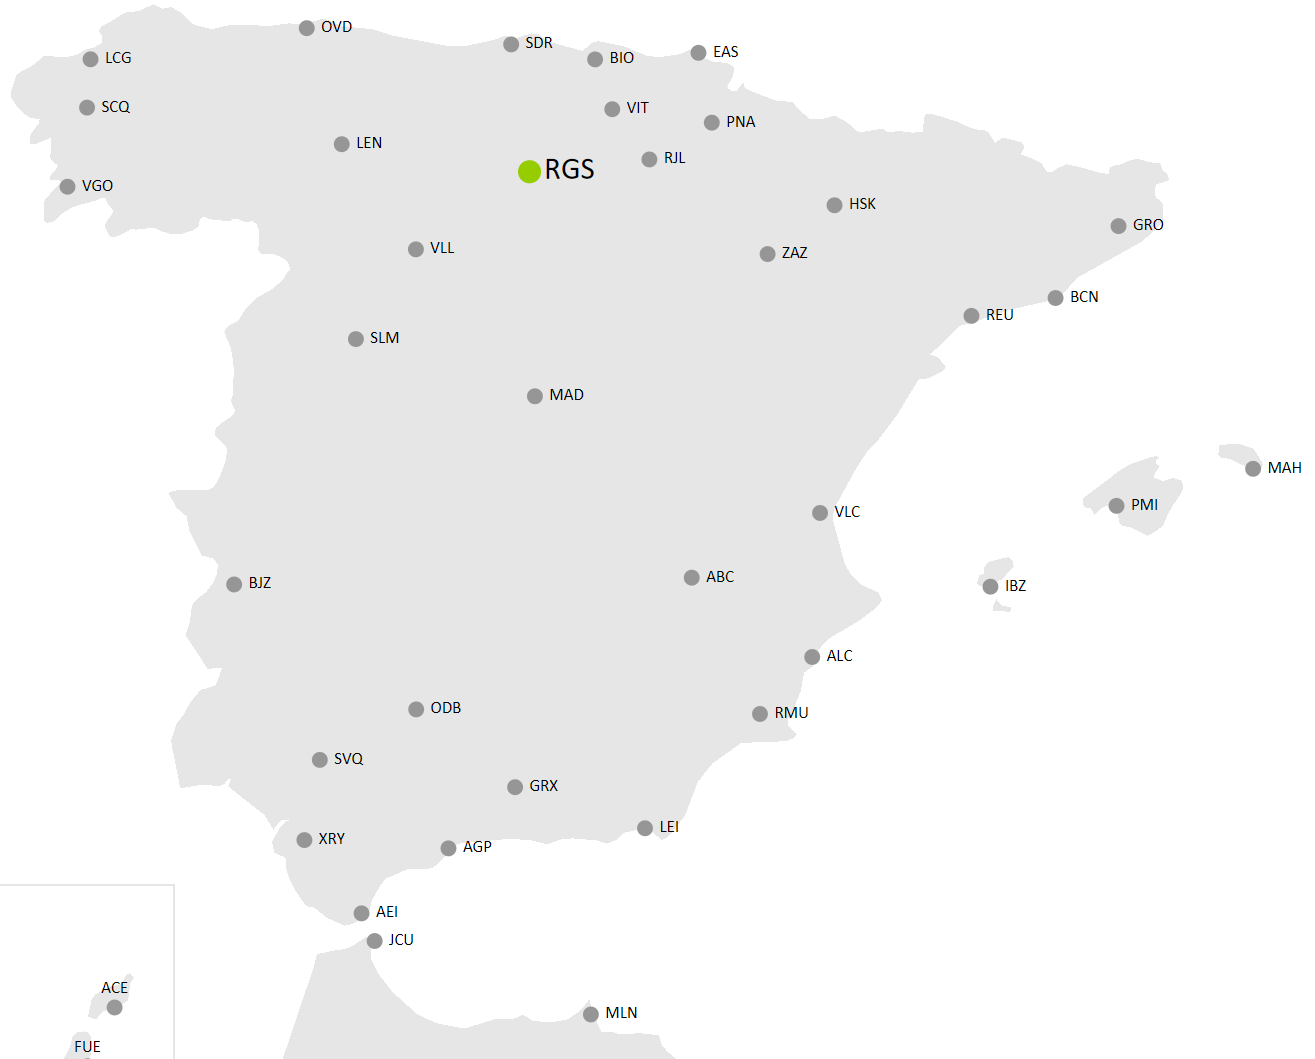 OVD
SDR
EAS
LCG
BIO
SCQ
VIT
PNA
LEN
RJL
RGS
VGO
HSK
GRO
VLL
ZAZ
BCN
REU
SLM
MAD
MAH
PMI
VLC
ABC
BJZ
IBZ
ALC
ODB
RMU
SVQ
GRX
LEI
XRY
AGP
AEI
JCU
ACE
MLN
FUE